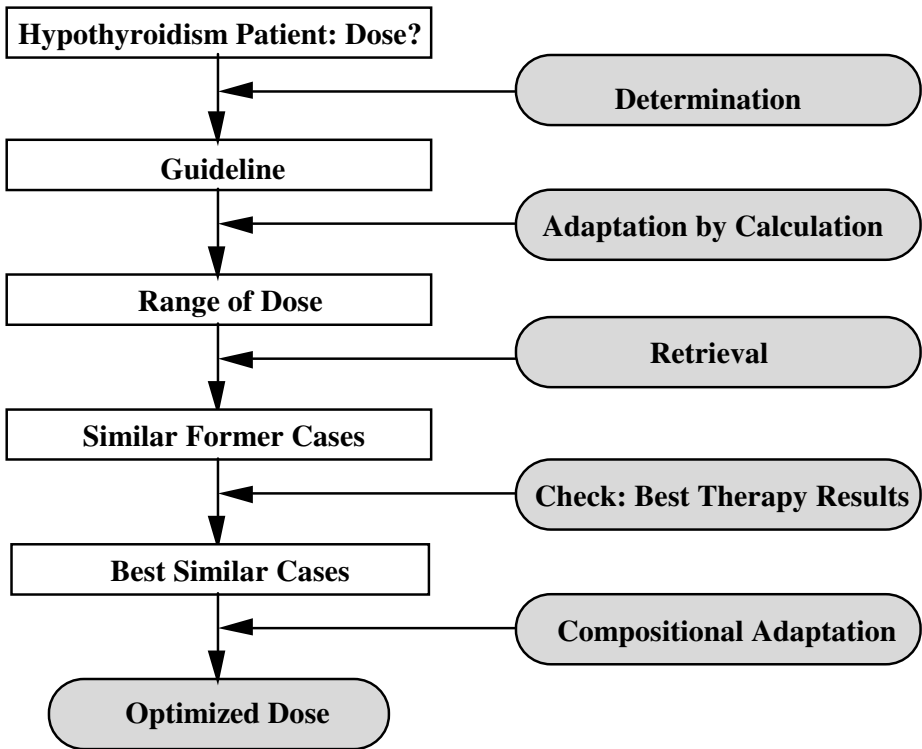 Hypothyroidism Patient: Dose?
Determination
Guideline
Adaptation by Calculation
Range of Dose
Retrieval
Similar Former Cases
Check: Best Therapy Results
Best Similar Cases
Compositional Adaptation
Optimized Dose